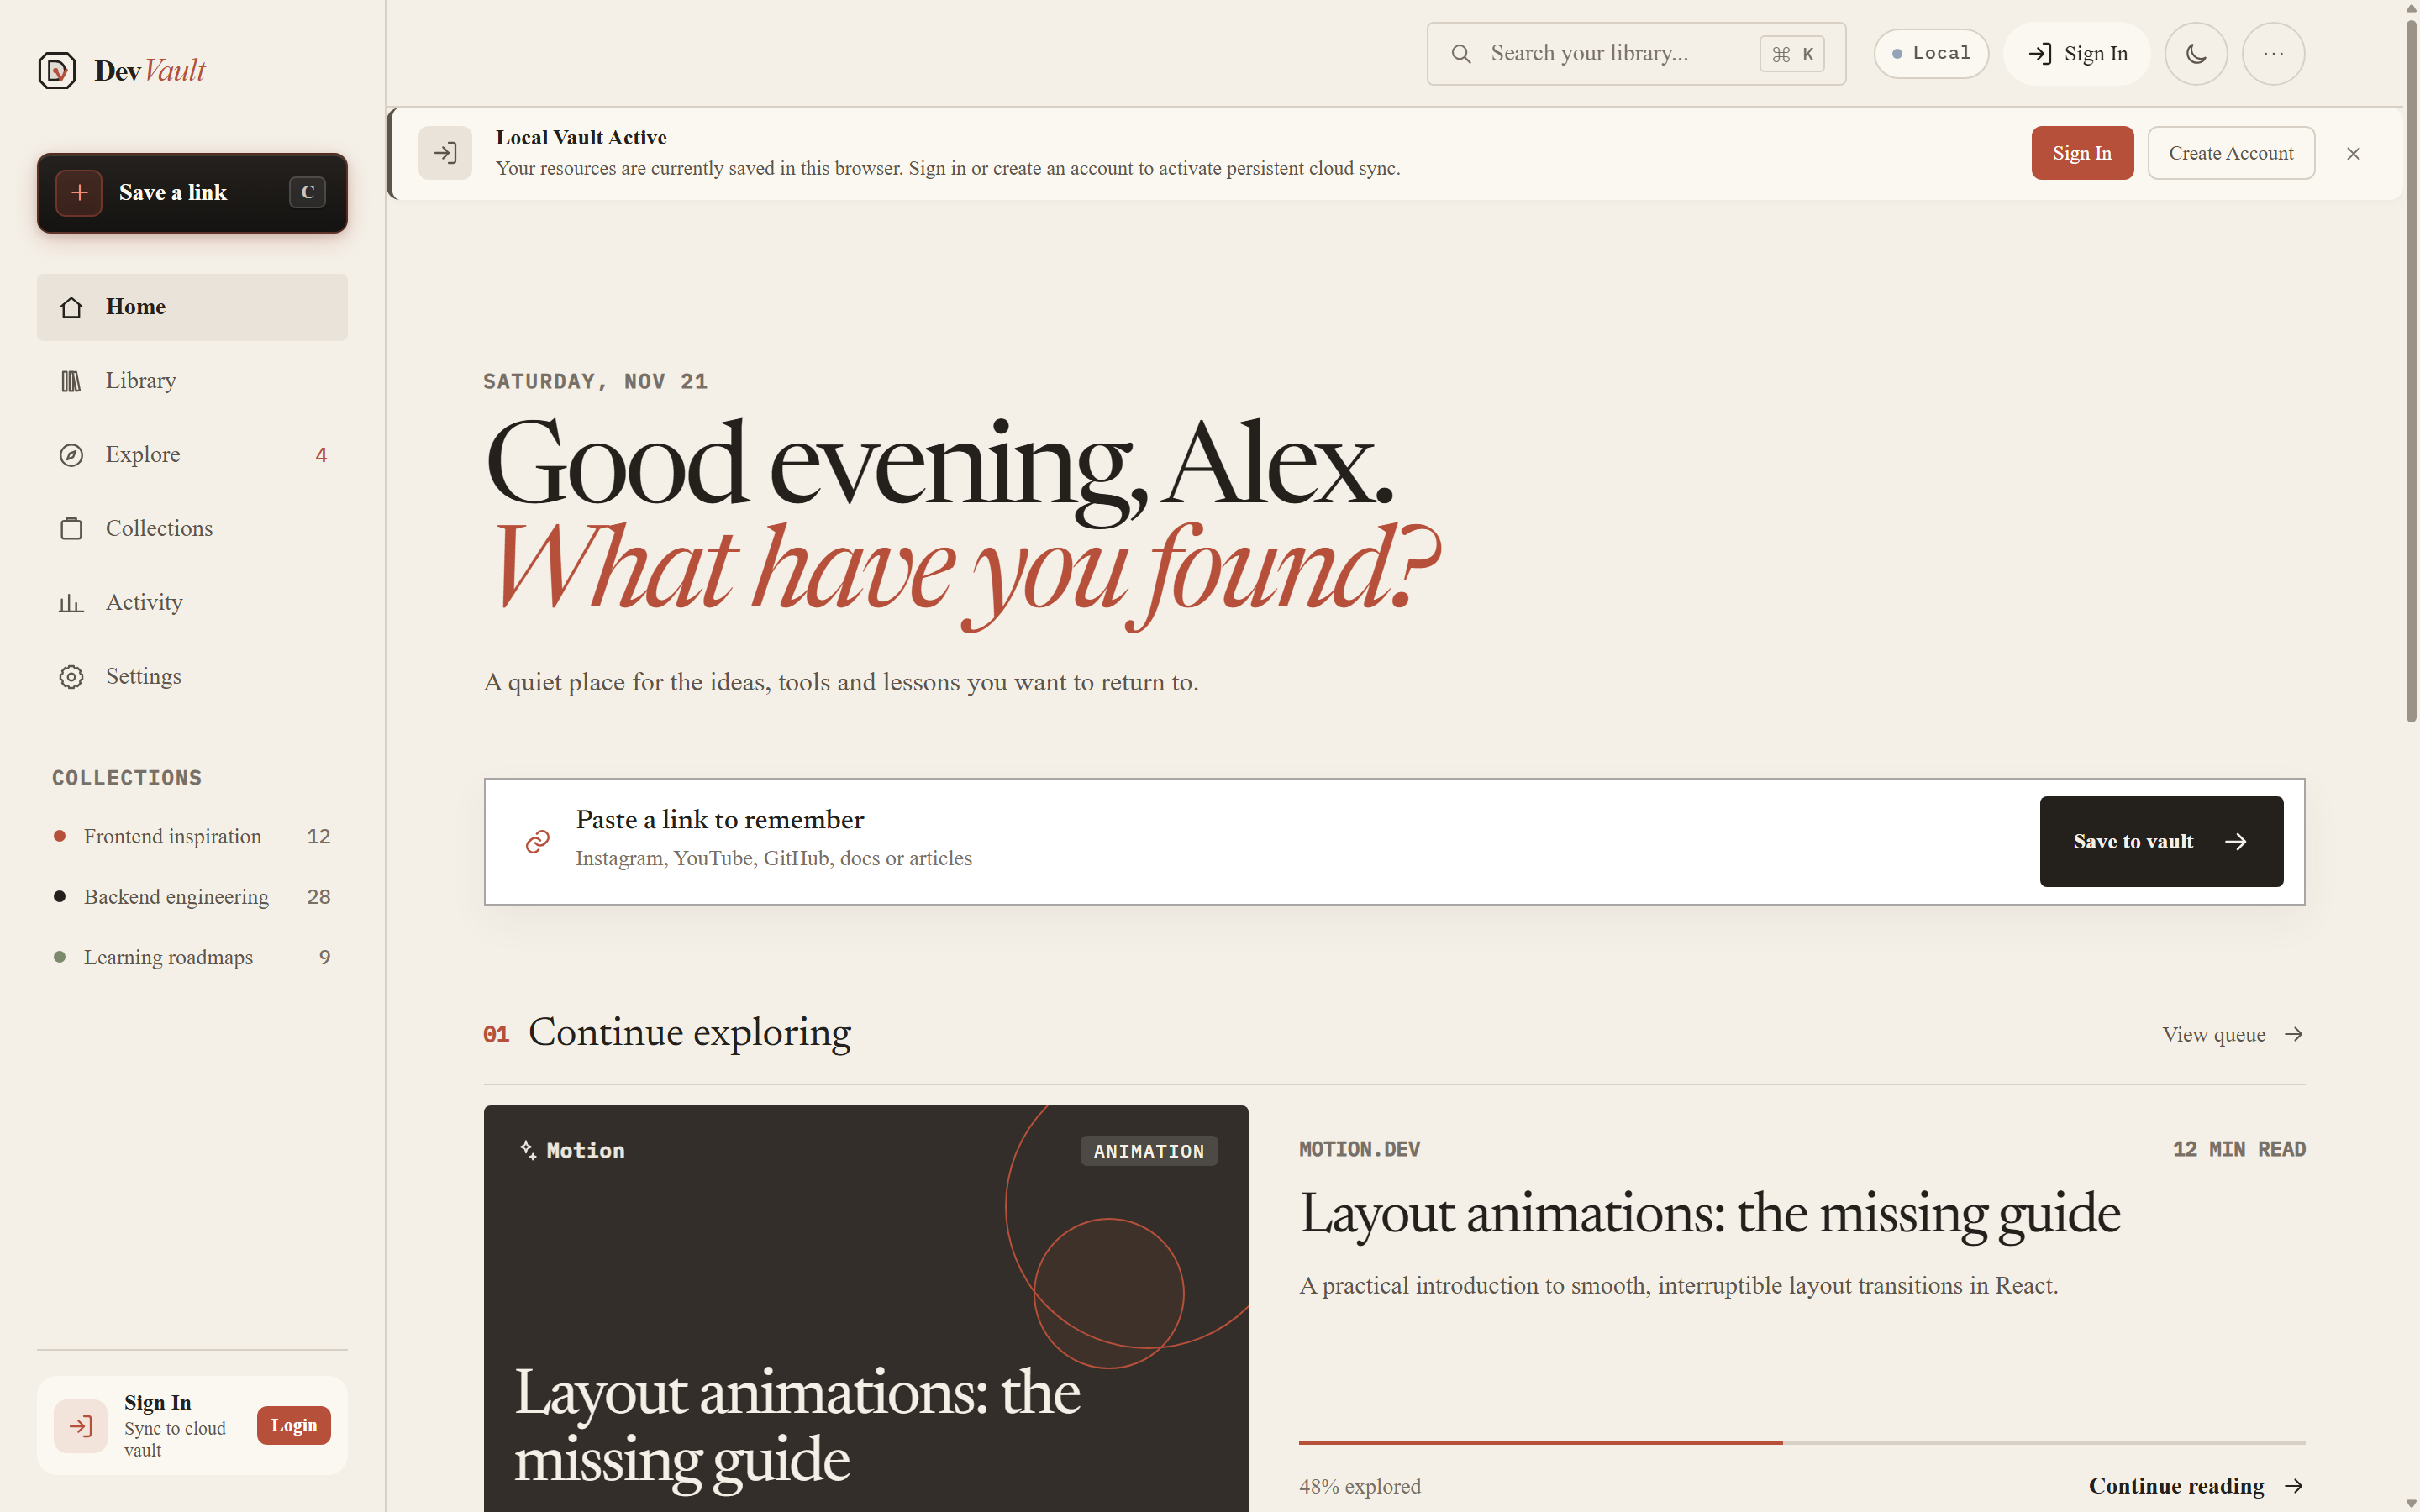 DevVault
Save a link C
Home
Library
Explore 4
Collections
Activity
Settings
COLLECTIONS
Frontend inspiration 12
Backend engineering 28
Learning roadmaps 9
Sign In
Sync to cloud
vault
Login
Search your library... ⌘ K
Local
Sign In
Local Vault Active
Your resources are currently saved in this browser. Sign in or create an account to activate persistent cloud sync.
Sign In
Create Account
SATURDAY, NOV 21
Good evening, Alex.
What have you found?
A quiet place for the ideas, tools and lessons you want to return to.
Paste a link to remember
Instagram, YouTube, GitHub, docs or articles
Save to vault
01 Continue exploring
View queue
Motion
ANIMATION
Layout animations: the
missing guide
MOTION.DEV
12 MIN READ
Layout animations: the missing guide
A practical introduction to smooth, interruptible layout transitions in React.
48% explored
Continue reading